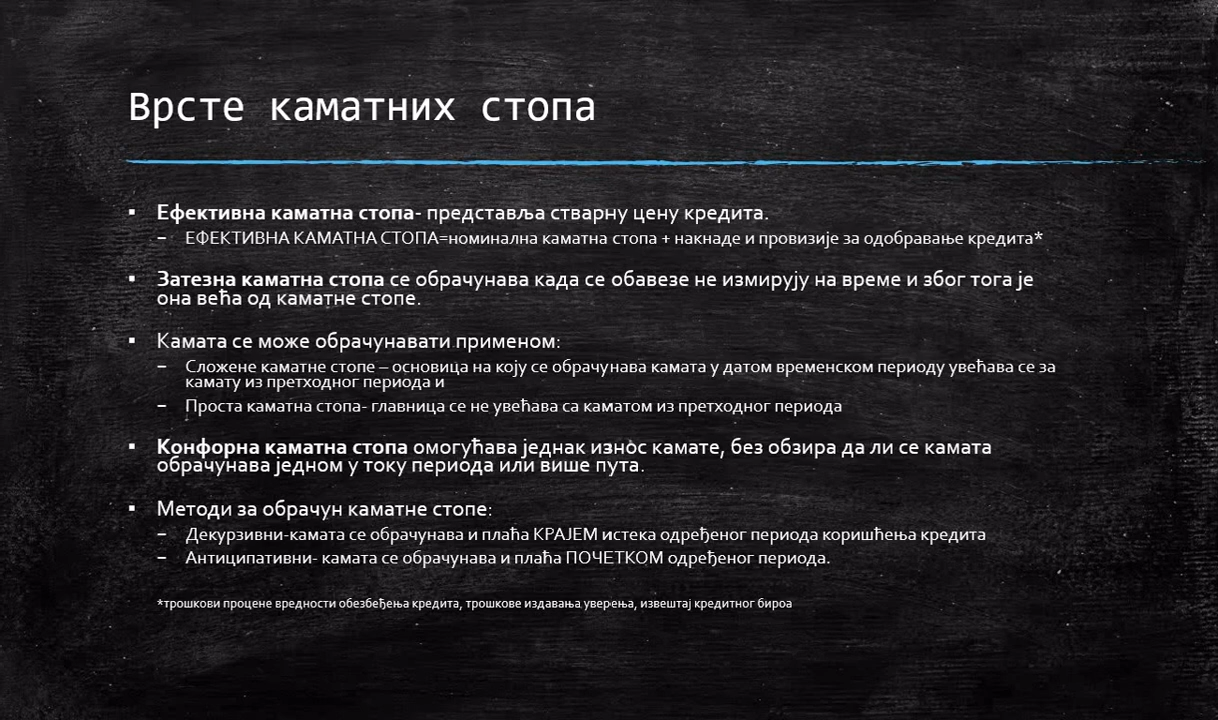 Врсте каматних стопа
▪ Ефективна каматна стопа- представља стварну цену кредита.
– ЕФЕКТИВНА КАМАТНА СТОПА=номинална каматна стопа + накнаде и провизије за одобравање кредита*
▪ Затезна каматна стопа се обрачунава када се обавезе не измирују на време и због тога је
она већа од каматне стопе.
▪ Камата се може обрачунавати применом:
– Сложене каматне стопе – основица на коју се обрачунава камата у датом временском периоду увећава се за
камату из претходног периода и
– Проста каматна стопа- главница се не увећава са каматом из претходног периода
▪ Конфорна каматна стопа омогућава једнак износ камате, без обзира да ли се камата
обрачунава једном у току периода или више пута.
▪ Методи за обрачун каматне стопе:
– Декурзивни-камата се обрачунава и плаћа КРАЈЕМ истека одређеног периода коришћења кредита
– Антиципативни- камата се обрачунава и плаћа ПОЧЕТКОМ одређеног периода.
*трошкови процене вредности обезбеђења кредита, трошкове издавања уверења, извештај кредитног бироа